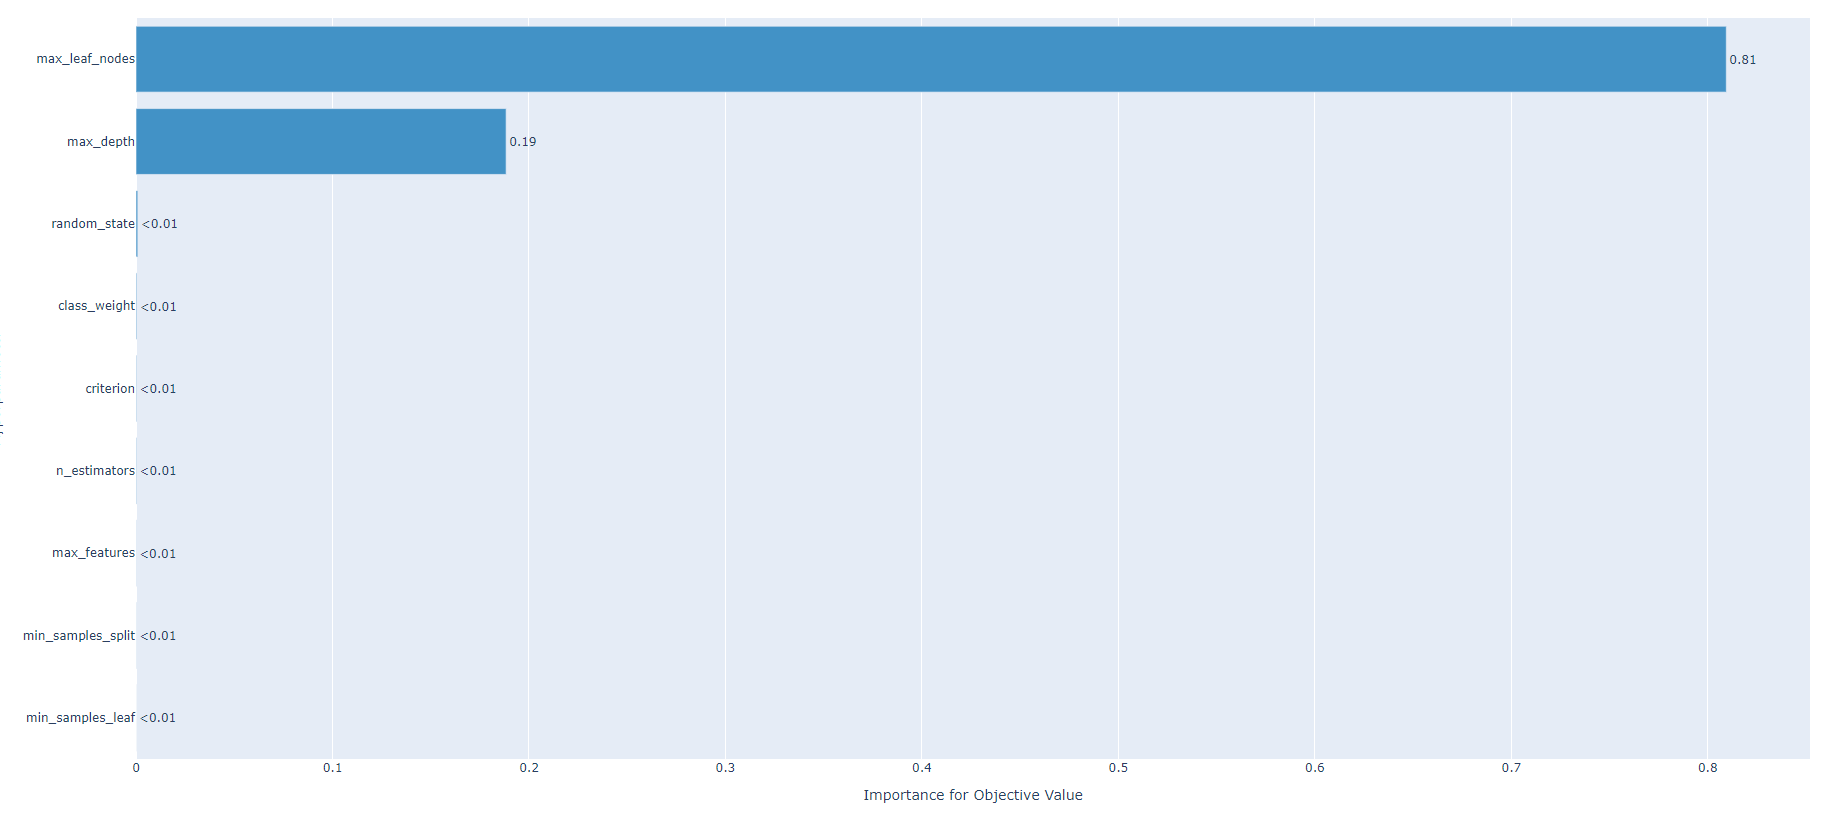 max_leaf_nodes 0.81
max_depth 0.19
random_state <0.01
class_weight <0.01
criterion <0.01
n_estimators <0.01
max_features <0.01
min_samples_split <0.01
min_samples_leaf <0.01
0 0.1 0.2 0.3 0.4 0.5 0.6 0.7 0.8
Importance for Objective Value